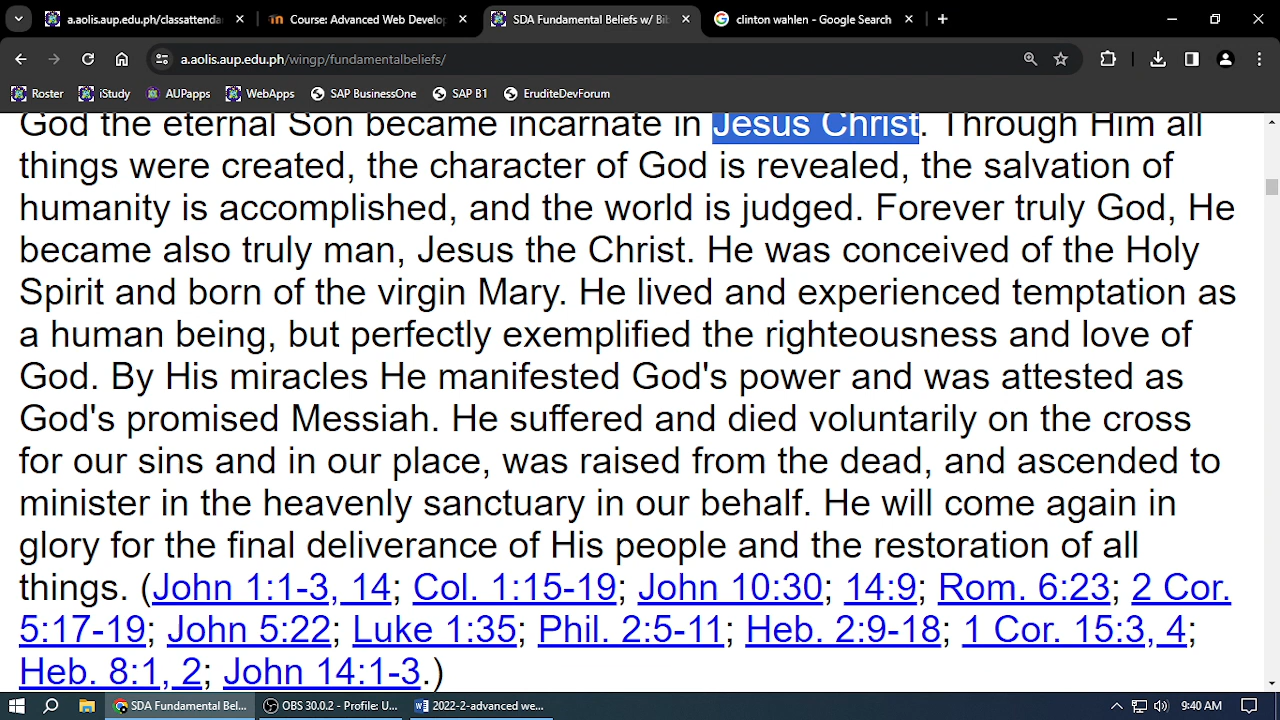 a.aolis.aup.edu.ph/classattenda
Course: Advanced Web Develop
SDA Fundamental Beliefs w/ Bib
clinton wahlen - Google Search
a.aolis.aup.edu.ph/wingp/fundamentalbeliefs/
Roster
iStudy
AUPapps
WebApps
SAP BusinessOne
SAP B1
EruditeDevForum
God the eternal Son became incarnate in Jesus Christ. Through Him all
things were created, the character of God is revealed, the salvation of
humanity is accomplished, and the world is judged. Forever truly God, He
became also truly man, Jesus the Christ. He was conceived of the Holy
Spirit and born of the virgin Mary. He lived and experienced temptation as
a human being, but perfectly exemplified the righteousness and love of
God. By His miracles He manifested God's power and was attested as
God's promised Messiah. He suffered and died voluntarily on the cross
for our sins and in our place, was raised from the dead, and ascended to
minister in the heavenly sanctuary in our behalf. He will come again in
glory for the final deliverance of His people and the restoration of all
things. (John 1:1-3, 14; Col. 1:15-19; John 10:30; 14:9; Rom. 6:23; 2 Cor.
5:17-19; John 5:22; Luke 1:35; Phil. 2:5-11; Heb. 2:9-18; 1 Cor. 15:3, 4;
Heb. 8:1, 2; John 14:1-3.)
SDA Fundamental Bel...
OBS 30.0.2 - Profile: U...
2022-2-advanced we...
9:40 AM